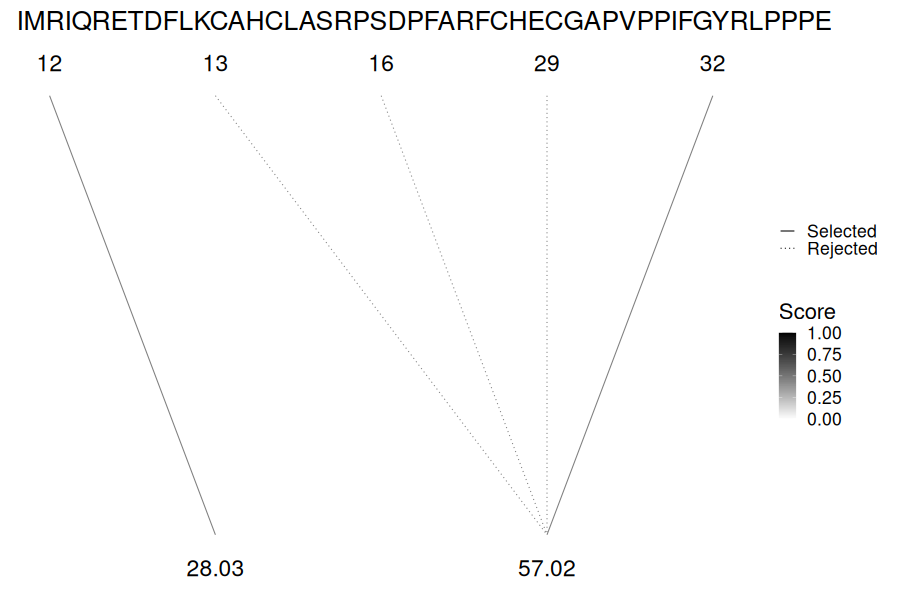 IMRIQRETDFLKCAHCLASRPSDPFARFCHECGAPVPPIFGYRLPPPE
12 13 16 29 32
Selected
Rejected
Score
1.00
0.75
0.50
0.25
0.00
28.03 57.02